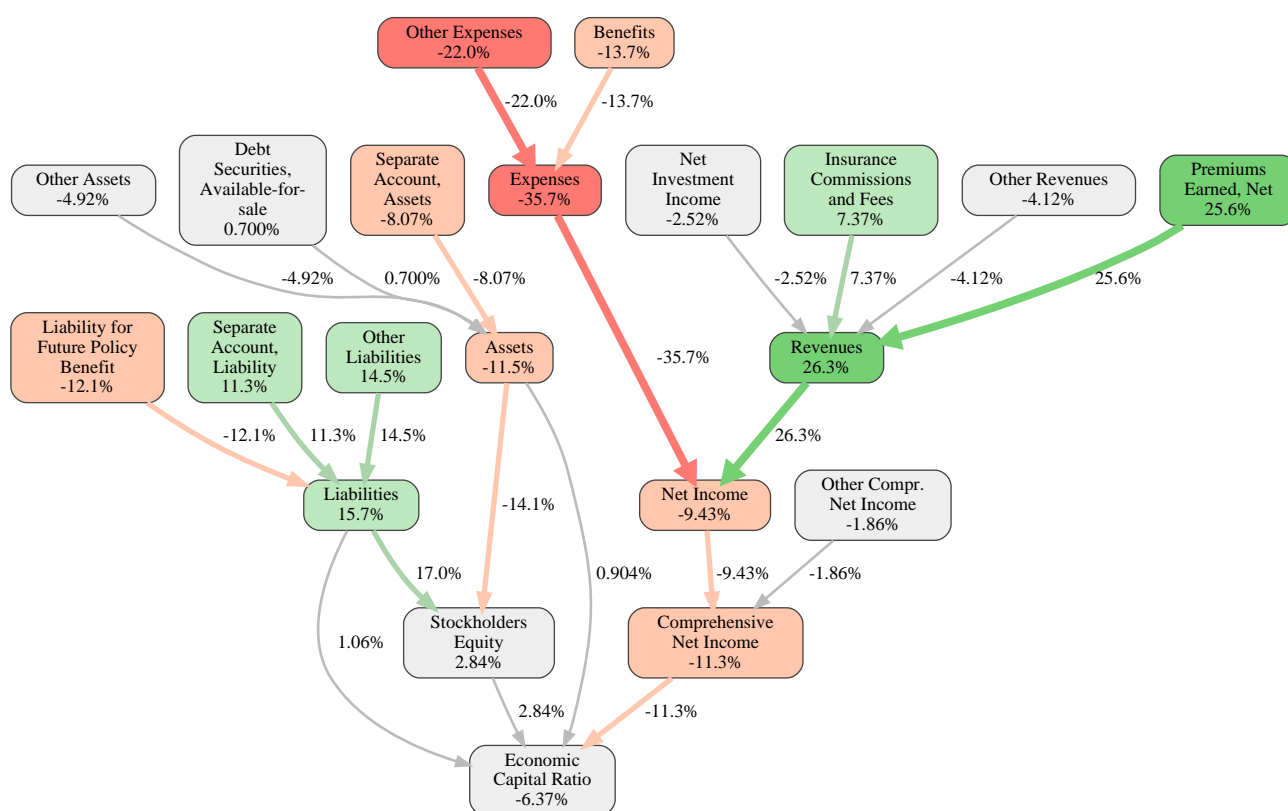 Other Expenses
-22.0%
Benefits
-13.7%
-22.0%
-13.7%
Other Assets
-4.92%
Debt
Securities,
Available-for-
sale
0.700%
Separate
Account,
Assets
-8.07%
Expenses
-35.7%
Net
Investment
Income
-2.52%
Insurance
Commissions
and Fees
7.37%
Other Revenues
-4.12%
Premiums
Earned, Net
25.6%
-4.92%
0.700%
-8.07%
-2.52%
7.37%
-4.12%
25.6%
Liability for
Future Policy
Benefit
-12.1%
Separate
Account,
Liability
11.3%
Other
Liabilities
14.5%
Assets
-11.5%
-35.7%
Revenues
26.3%
-12.1%
11.3%
14.5%
26.3%
Liabilities
15.7%
-14.1%
Net Income
-9.43%
Other Compr.
Net Income
-1.86%
17.0%
0.904%
-9.43%
-1.86%
1.06%
Stockholders
Equity
2.84%
Comprehensive
Net Income
-11.3%
2.84%
-11.3%
Economic
Capital Ratio
-6.37%